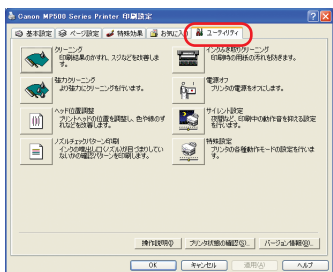 Canon MP500 Series Printer 印刷設定
基本設定 ページ設定 特殊効果 お気に入り ユーティリティ
クリーニング
印刷結果のかすれ、スジなどを改善します。
インクふき取りクリーニング
印刷時の用紙の汚れを防ぎます。
強力クリーニング
より強力にクリーニングを行います。
電源オフ
プリンタの電源をオフにします。
ヘッド位置調整
プリントヘッドの位置を調整し、色や線のずれなどを改善します。
サイレント設定
夜間など、印刷中の動作音を抑える設定を行います。
ノズルチェックパターン印刷
インクの噴出し口(ノズル)が目づまりしていないかの確認パターンを印刷します。
特殊設定
プリンタの各種動作モードの設定を行います。
操作説明 プリンタ状態の確認(S)... バージョン情報(B)...
OK キャンセル 適用(A) ヘルプ